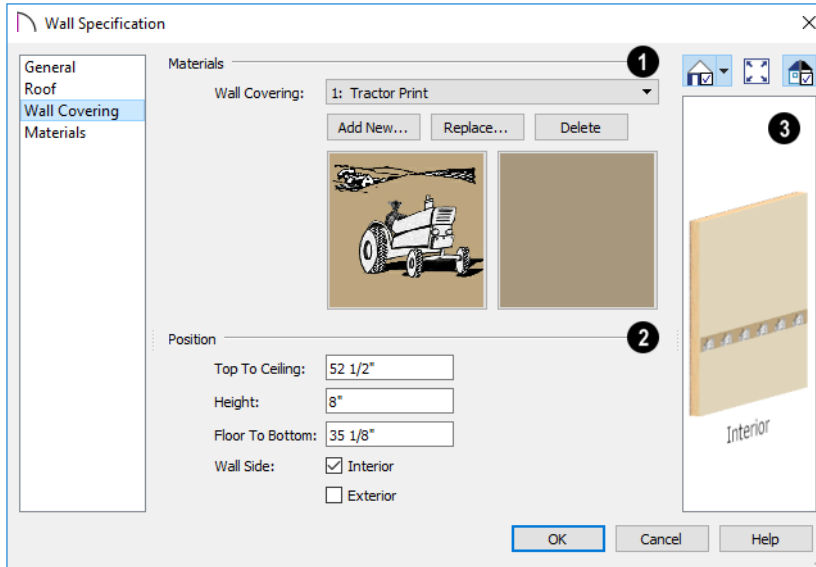 Wall Specification
General
Roof
Wall Covering
Materials
Materials
1
Wall Covering: 1: Tractor Print
Add New... Replace... Delete
Position
2
Top To Ceiling: 52 1/2"
Height: 8"
Floor To Bottom: 35 1/8"
Wall Side: Interior
Exterior
3
Interior
OK Cancel Help